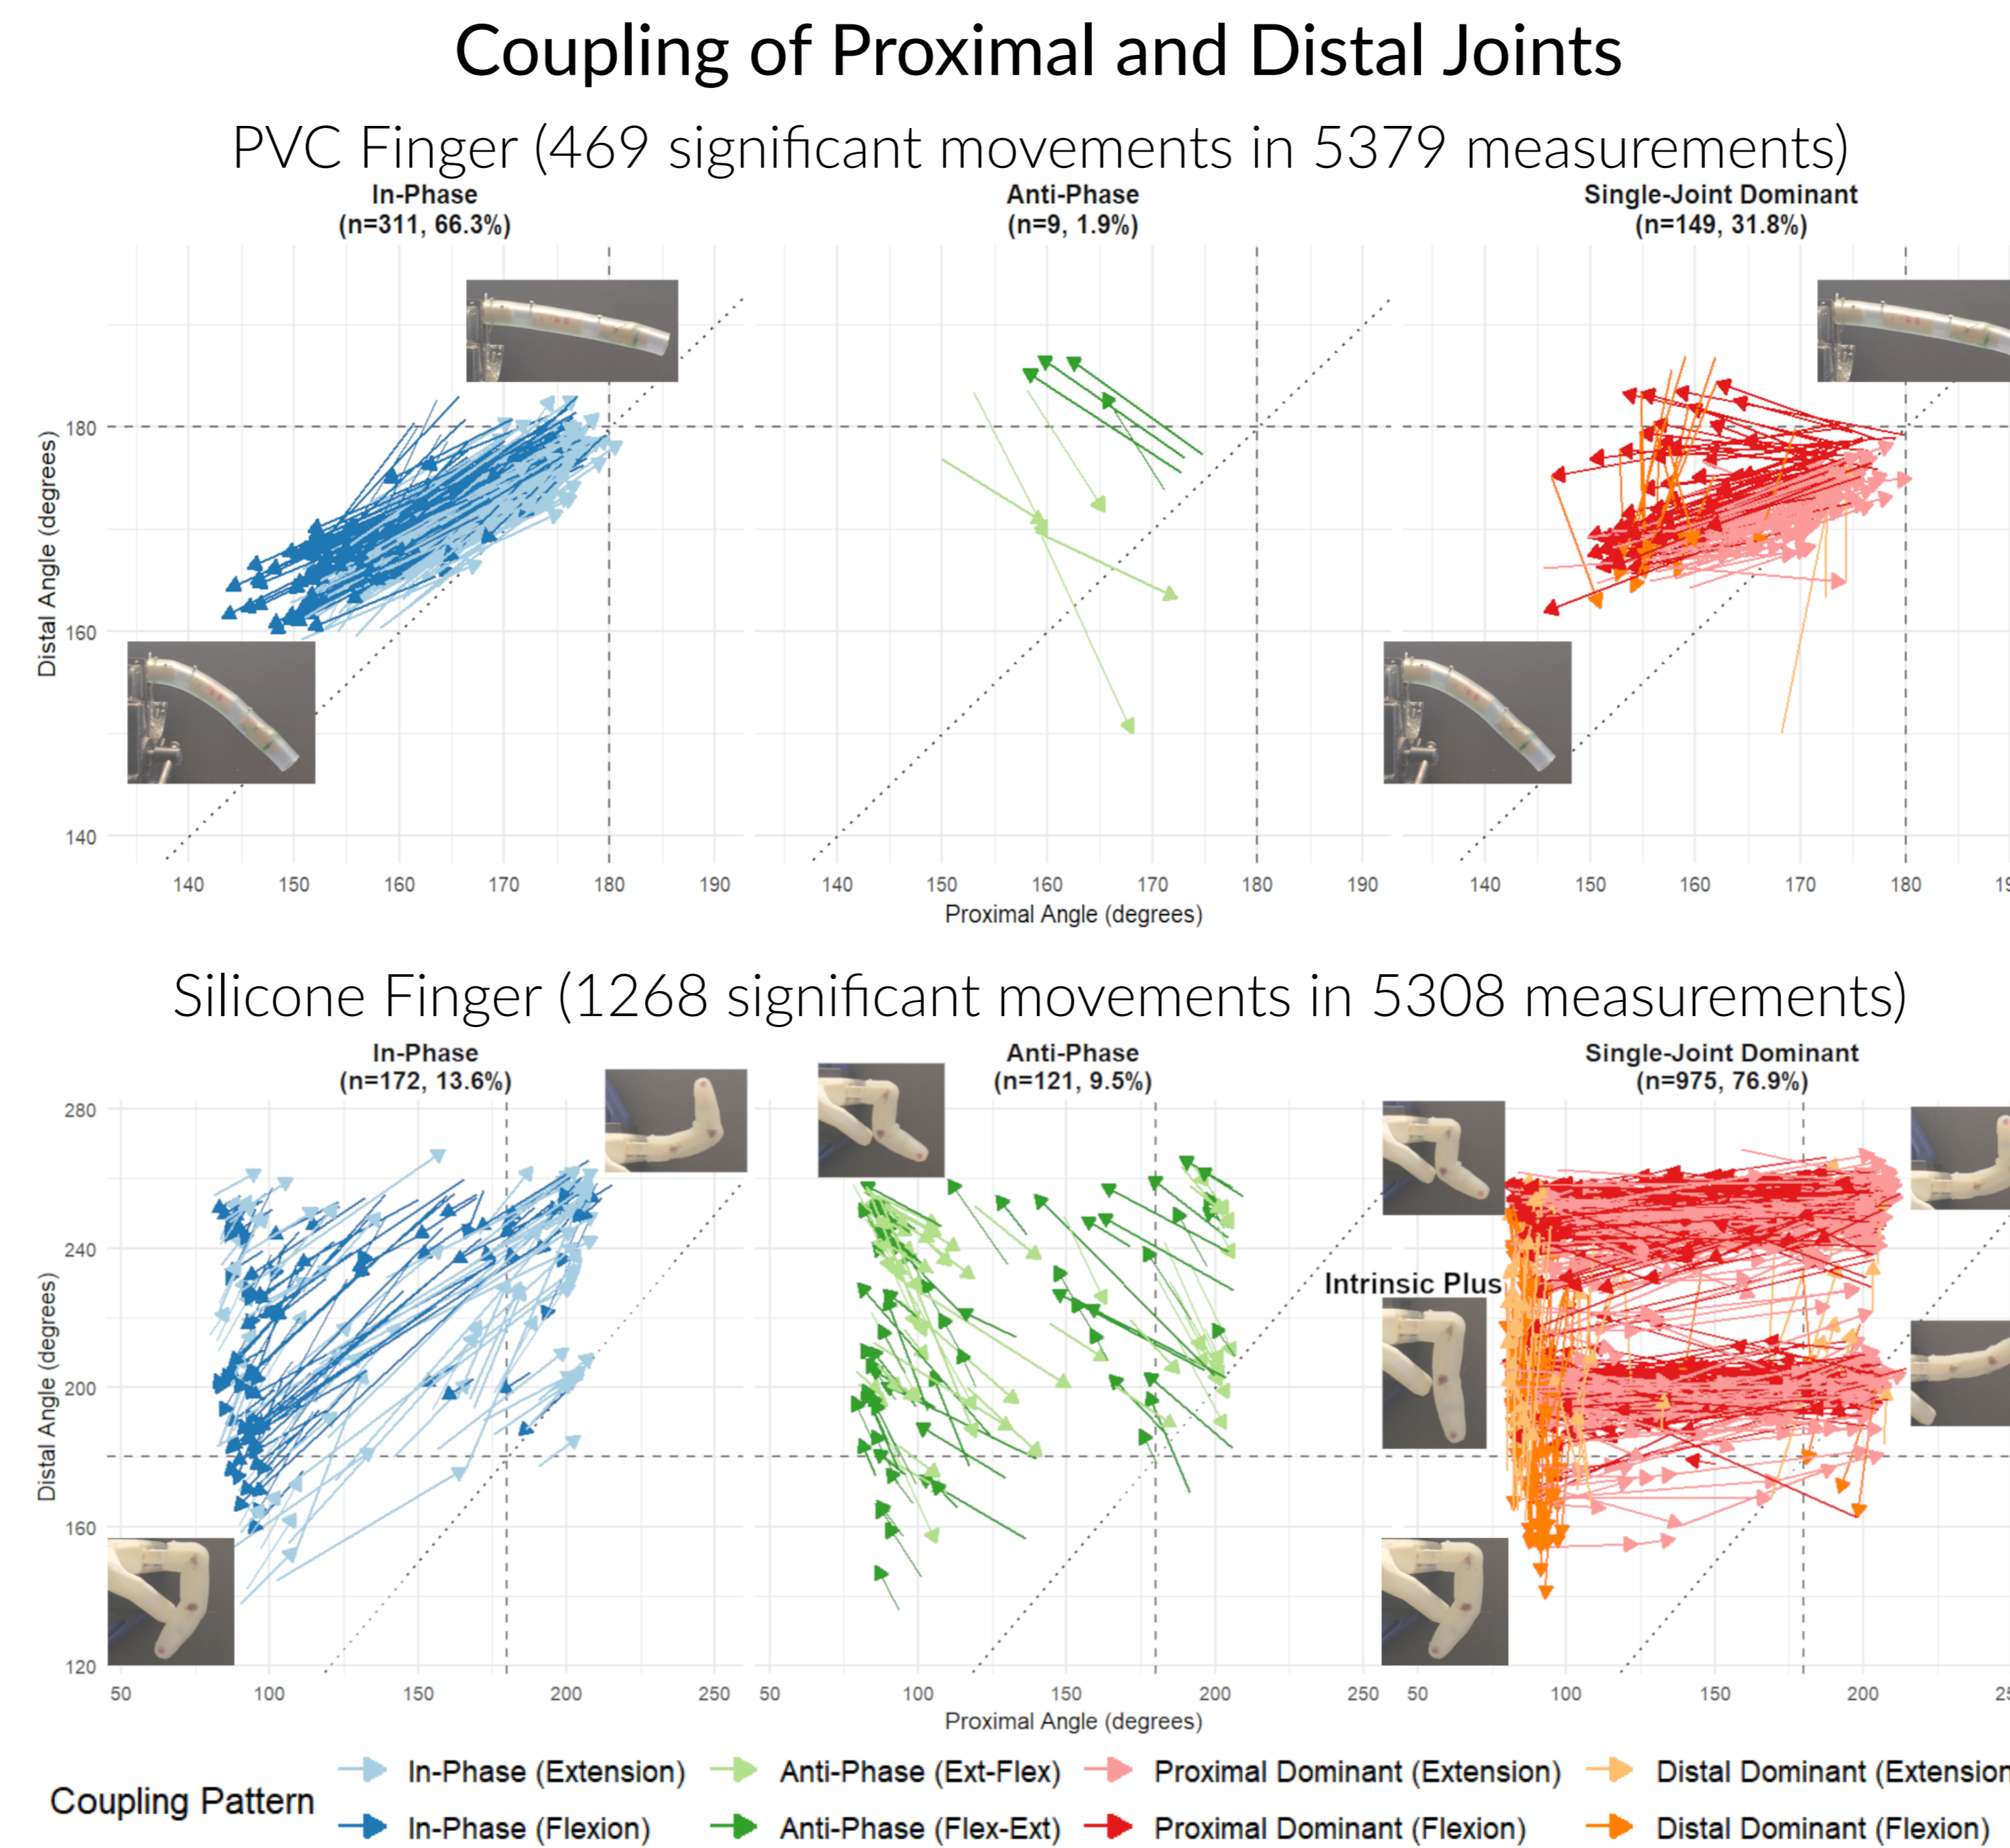 Coupling of Proximal and Distal Joints
PVC Finger (469 significant movements in 5379 measurements)
In-Phase
(n=311, 66.3%)
Anti-Phase
(n=9, 1.9%)
Single-Joint Dominant
(n=149, 31.8%)
Distal Angle (degrees)
180
160
140
140 150 160 170 180 190
140 150 160 170 180 190
140 150 160 170 180 19
Proximal Angle (degrees)
Silicone Finger (1268 significant movements in 5308 measurements)
In-Phase
(n=172, 13.6%)
Anti-Phase
(n=121, 9.5%)
Single-Joint Dominant
(n=975, 76.9%)
Distal Angle (degrees)
280
240
200
160
120
Intrinsic Plus
50 100 150 200 250
50 100 150 200 250
50 100 150 200 25
Proximal Angle (degrees)
Coupling Pattern
In-Phase (Extension)
Anti-Phase (Ext-Flex)
Proximal Dominant (Extension)
Distal Dominant (Extension
In-Phase (Flexion)
Anti-Phase (Flex-Ext)
Proximal Dominant (Flexion)
Distal Dominant (Flexion)